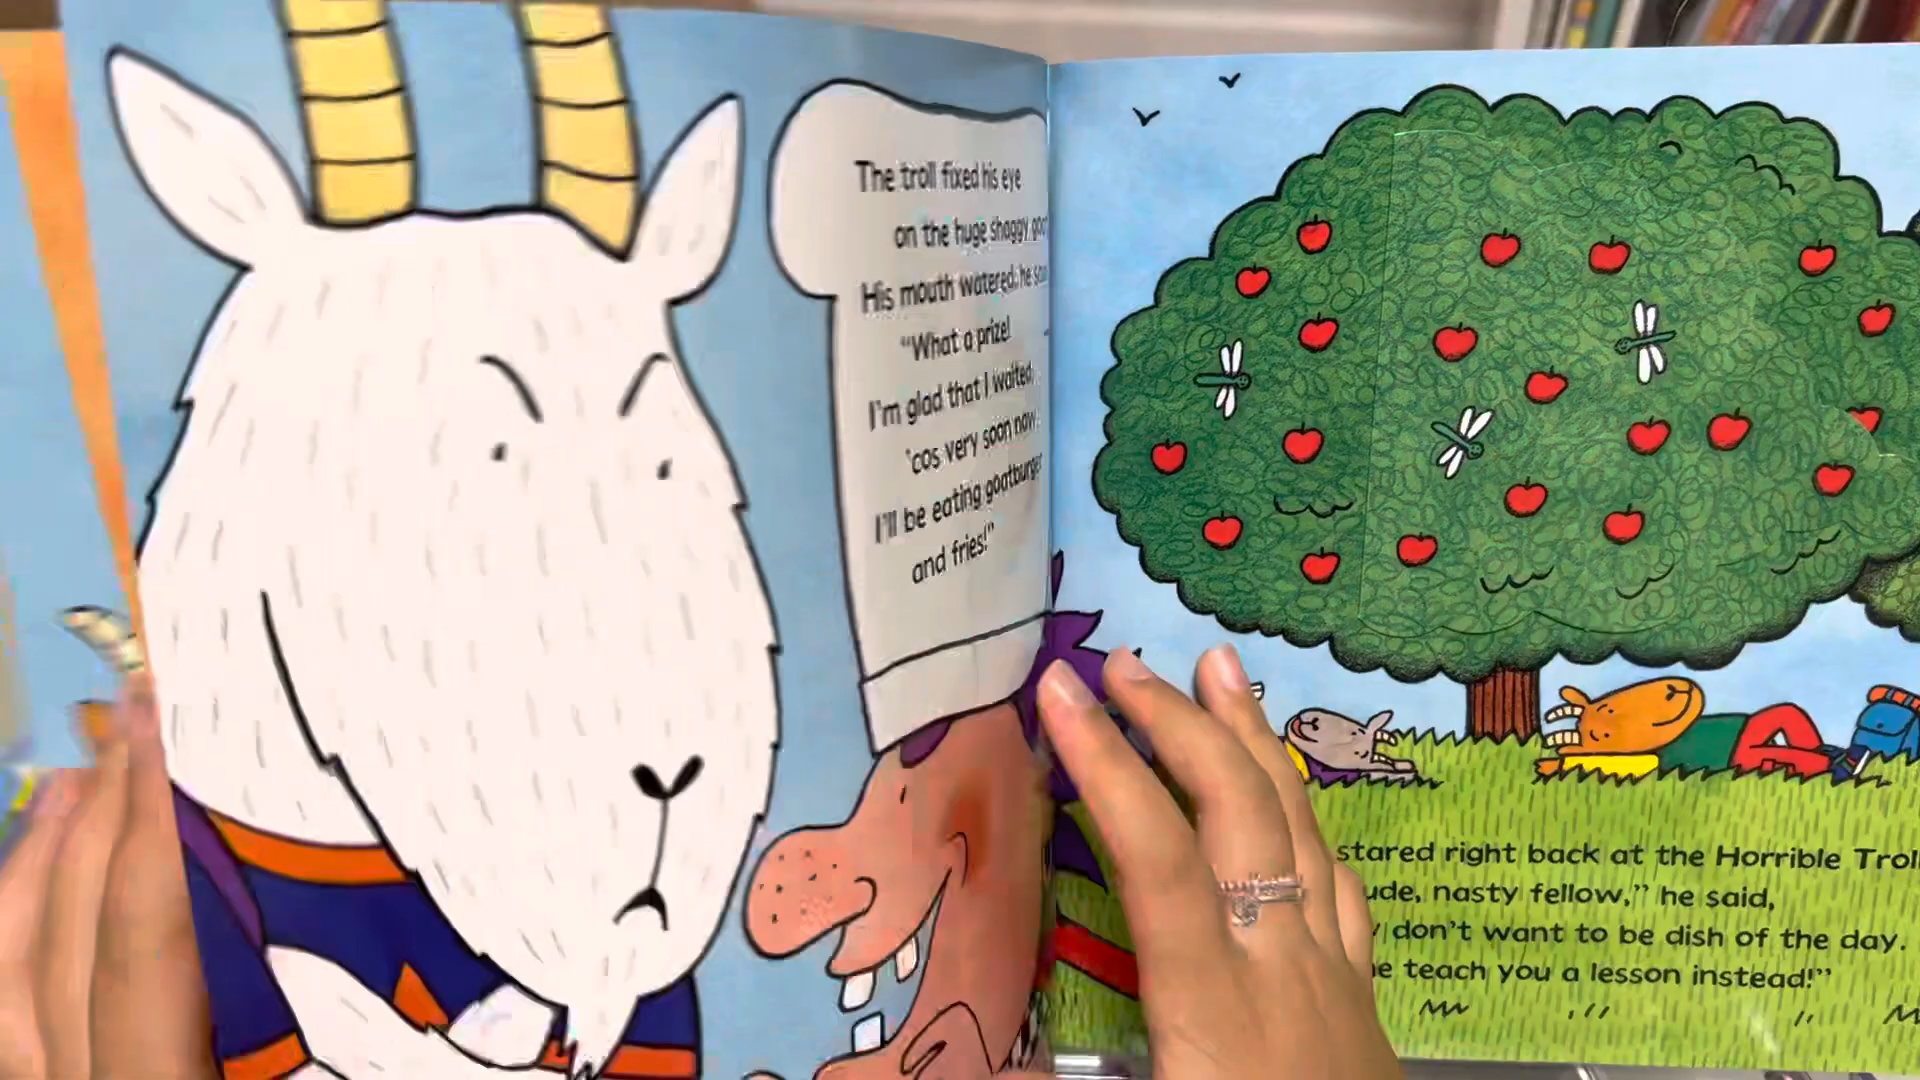 The troll fixed his eye
on the huge shaggy
His mouth watered; he
"What a prize!
I'm glad that I waited,
'cos very soon now
I'll be eating goatburger
and fries!"
stared right back at the Horrible Troll
nasty fellow," he said,
don't want to be dish of the day.
teach you a lesson instead!"